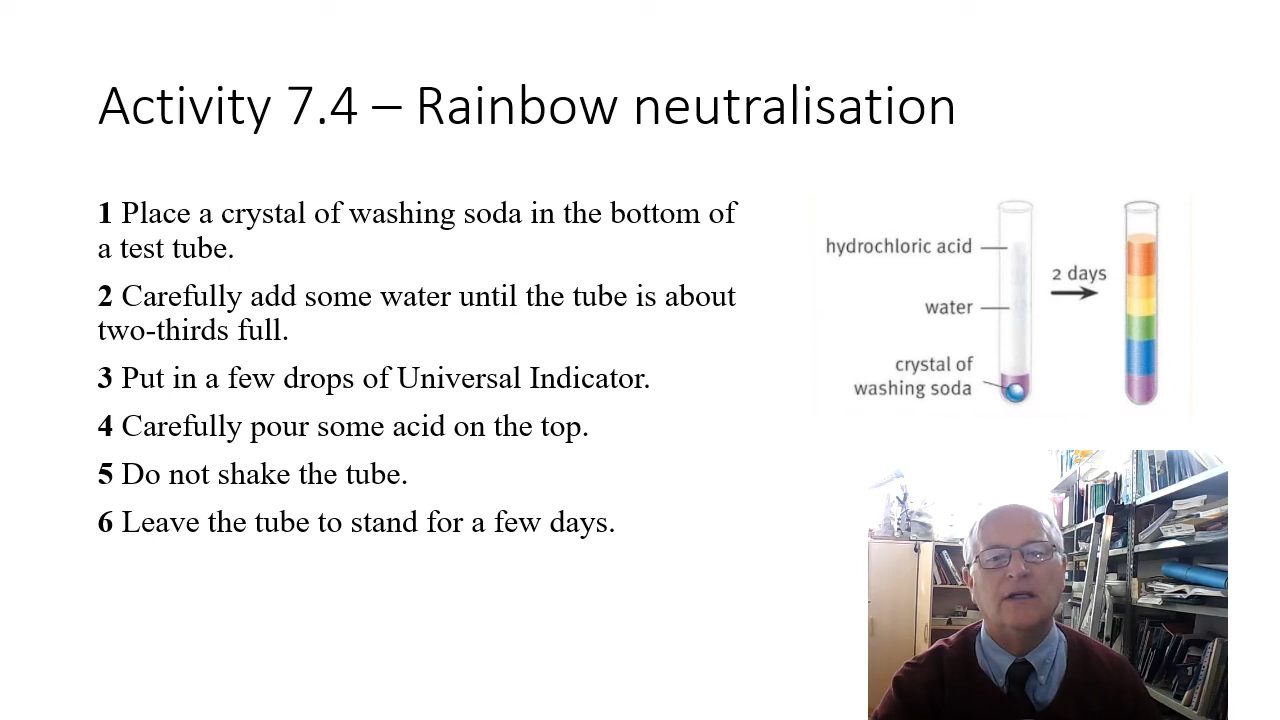 Activity 7.4 – Rainbow neutralisation
1 Place a crystal of washing soda in the bottom of
a test tube.
2 Carefully add some water until the tube is about
two-thirds full.
3 Put in a few drops of Universal Indicator.
4 Carefully pour some acid on the top.
5 Do not shake the tube.
6 Leave the tube to stand for a few days.
hydrochloric acid
2 days
water
crystal of
washing soda